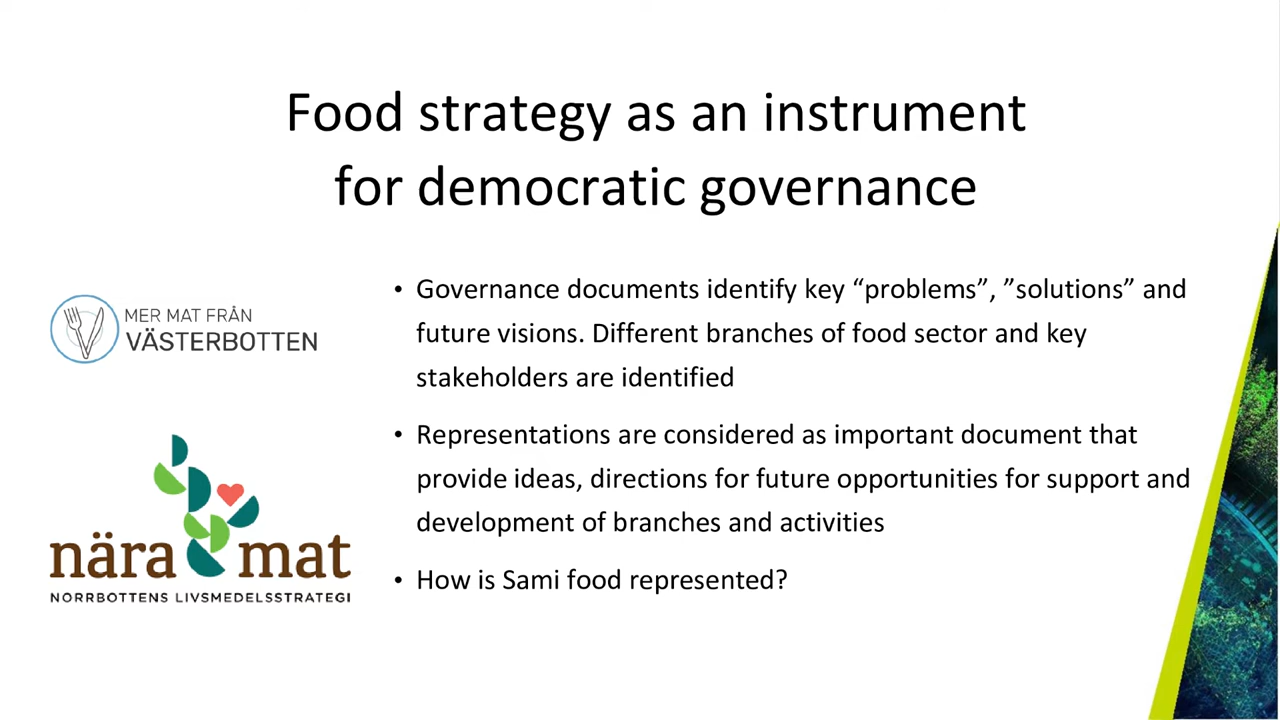 Food strategy as an instrument
for democratic governance
MER MAT FRÅN
VÄSTERBOTTEN
nära mat
NORRBOTTENS LIVSMEDELSSTRATEGI
• Governance documents identify key “problems”, ”solutions” and
future visions. Different branches of food sector and key
stakeholders are identified
• Representations are considered as important document that
provide ideas, directions for future opportunities for support and
development of branches and activities
• How is Sami food represented?